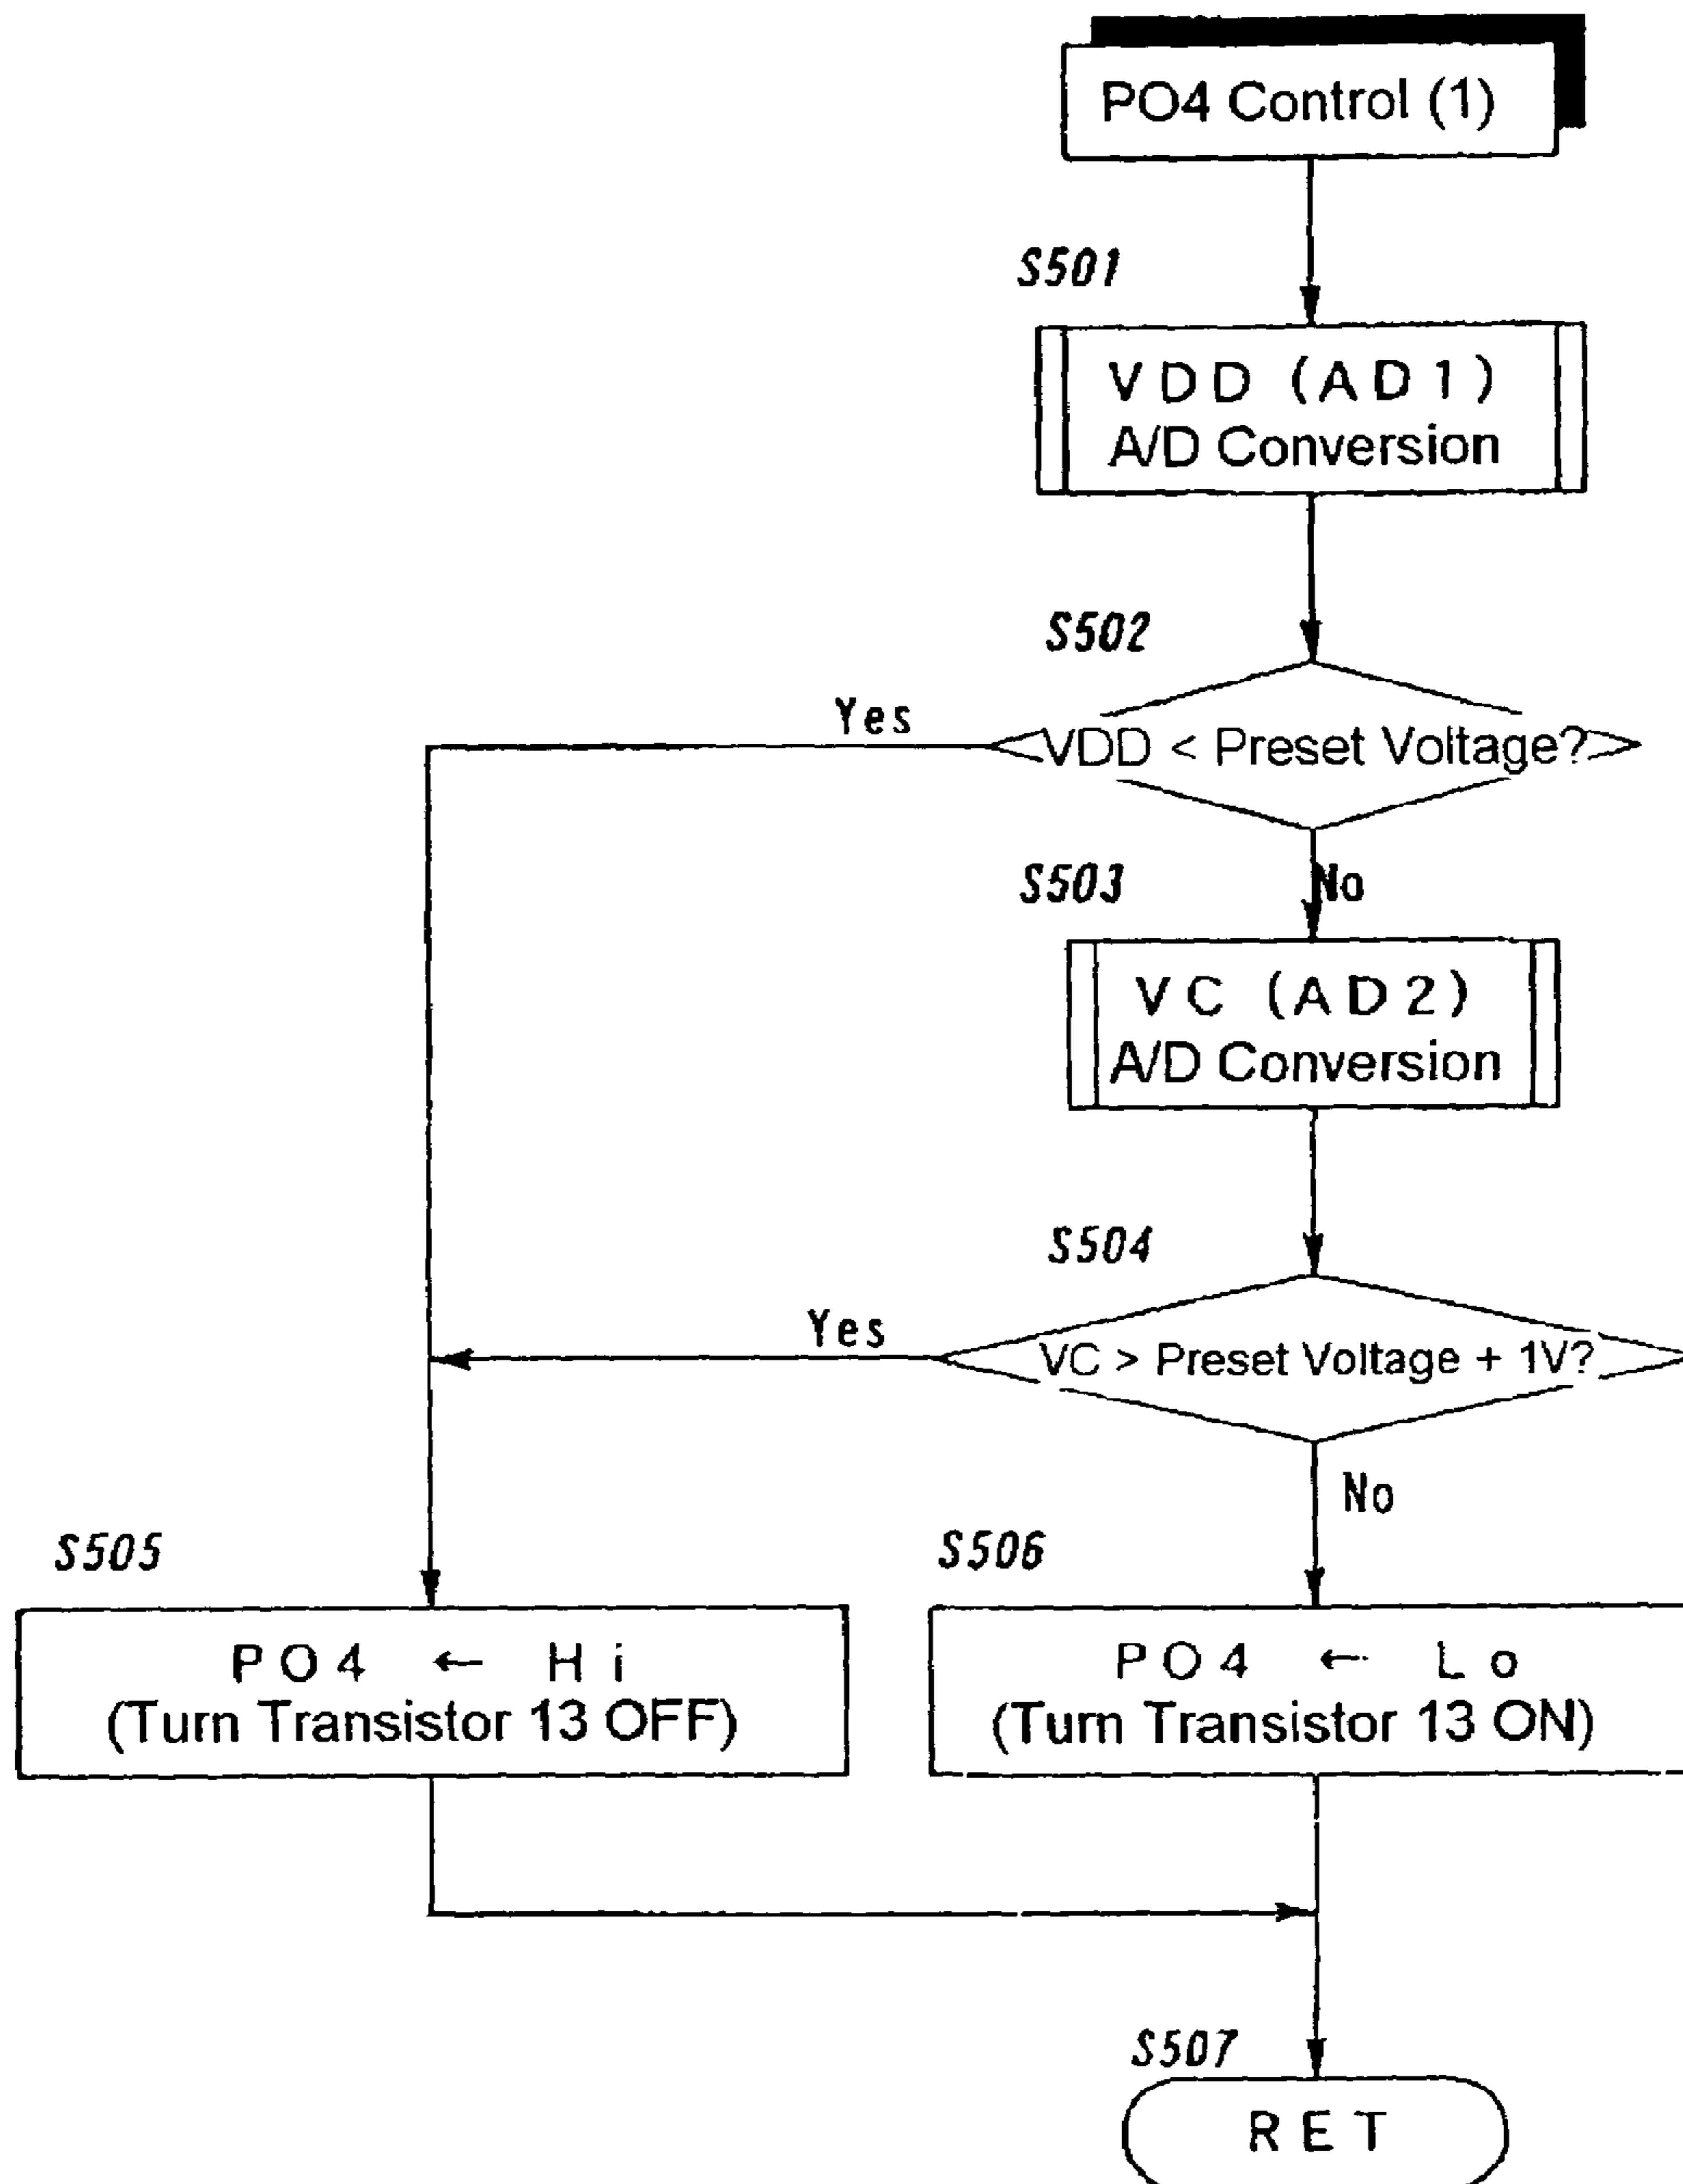 PO4 Control (1)
S501
VDD (AD1)
A/D Conversion
S502
Yes
VDD < Preset Voltage?
S503
No
VC (AD2)
A/D Conversion
S504
Yes
VC > Preset Voltage + 1V?
No
S505
S506
PO4 ← Hi
(Turn Transistor 13 OFF)
PO4 ← Lo
(Turn Transistor 13 ON)
S507
RET